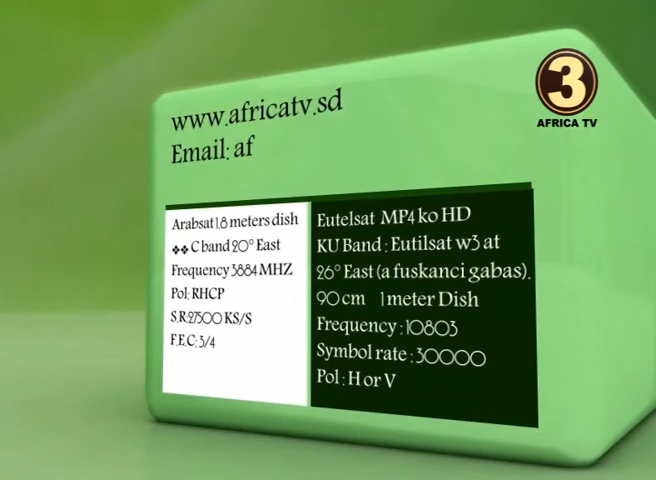 3
AFRICA TV
www.africatv.sd
Email: af
Arabsat 1.8 meters dish
❖❖ C band 20° East
Frequency 3884 MHZ
Pol: RHCP
S.R:27500 KS/S
F.E.C: 3/4
Eutelsat MP4 ko HD
KU Band : Eutilsat w3 at
26° East (a fuskanci gabas).
90 cm 1 meter Dish
Frequency : 10803
Symbol rate : 30000
Pol : H or V